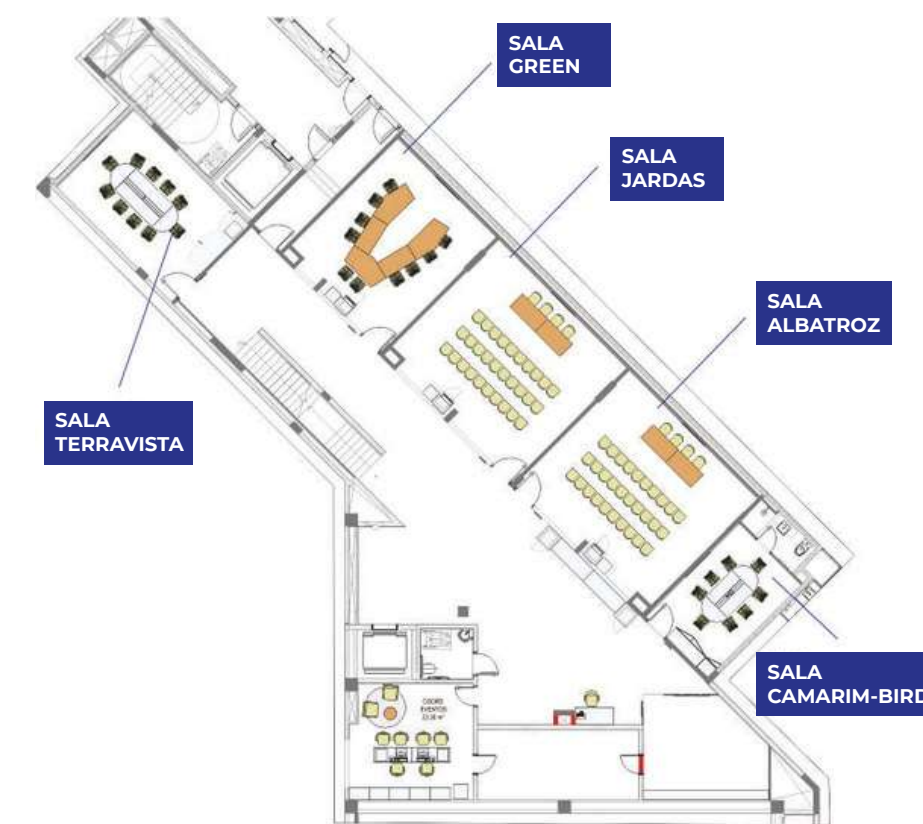 SALA
GREEN
SALA
JARDAS
SALA
ALBATROZ
SALA
TERRAVISTA
SALA
CAMARIM-BIRD
EVENTOS